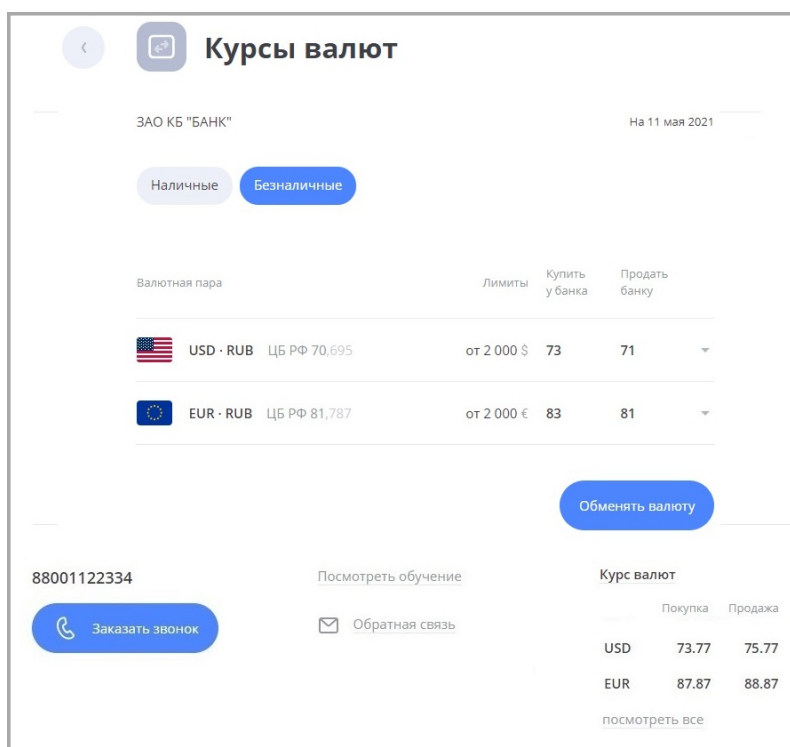 Курсы валют
ЗАО КБ "БАНК"
На 11 мая 2021
Наличные
Безналичные
Валютная пара
Лимиты
Купить
у банка
Продать
банку
USD · RUB ЦБ РФ 70,695 от 2 000 $ 73 71
EUR · RUB ЦБ РФ 81,787 от 2 000 € 83 81
Обменять валюту
88001122334
Заказать звонок
Посмотреть обучение
Обратная связь
Курс валют
Покупка Продажа
USD 73.77 75.77
EUR 87.87 88.87
посмотреть все